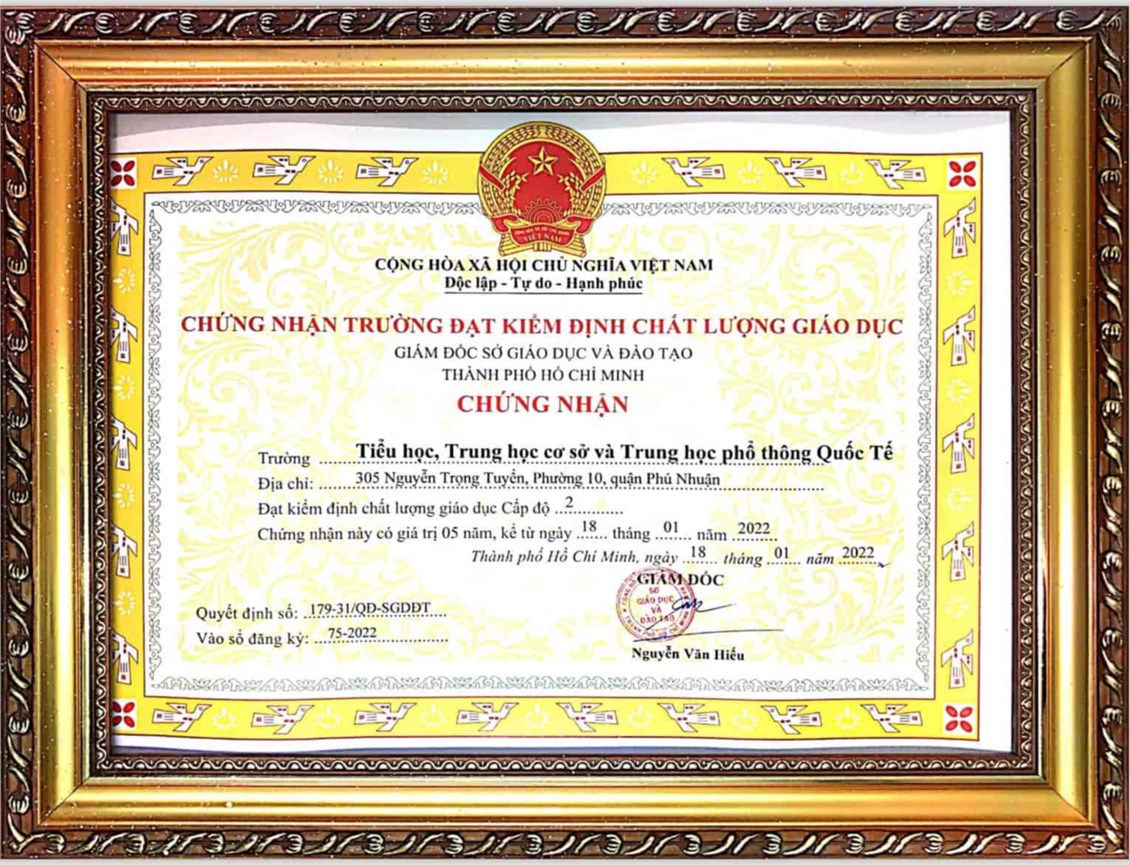 CỘNG HÒA XÃ HỘI CHỦ NGHĨA VIỆT NAM
Độc lập - Tự do - Hạnh phúc
CHỨNG NHẬN TRƯỜNG ĐẠT KIỂM ĐỊNH CHẤT LƯỢNG GIÁO DỤC
GIÁM ĐỐC SỞ GIÁO DỤC VÀ ĐÀO TẠO
THÀNH PHỐ HỒ CHÍ MINH
CHỨNG NHẬN
Trường Tiểu học, Trung học cơ sở và Trung học phổ thông Quốc Tế
Địa chỉ: 305 Nguyễn Trọng Tuyển, Phường 10, quận Phú Nhuận
Đạt kiểm định chất lượng giáo dục Cấp độ 2
Chứng nhận này có giá trị 05 năm, kể từ ngày 18 tháng 01 năm 2022
Thành phố Hồ Chí Minh, ngày 18 tháng 01 năm 2022
GIÁM ĐỐC
SỞ
GIÁO DỤC
VÀ
ĐÀO TẠO
Quyết định số: 179-31/QĐ-SGDĐT
Vào sổ đăng ký: 75-2022
Nguyễn Văn Hiếu